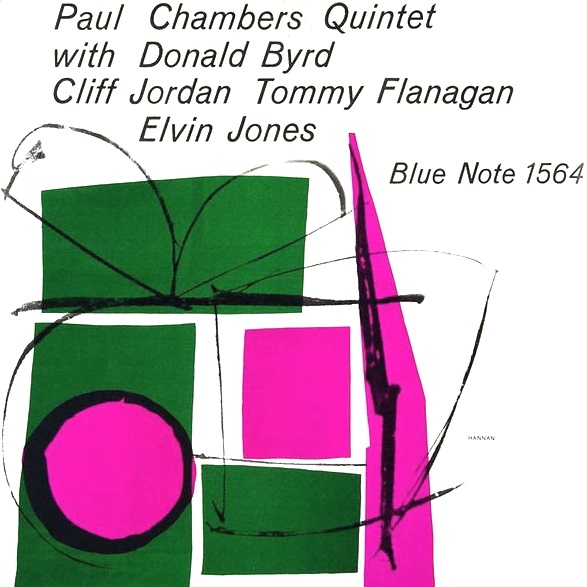 Paul Chambers Quintet
with Donald Byrd
Cliff Jordan Tommy Flanagan
Elvin Jones
Blue Note 1564
HANNAN